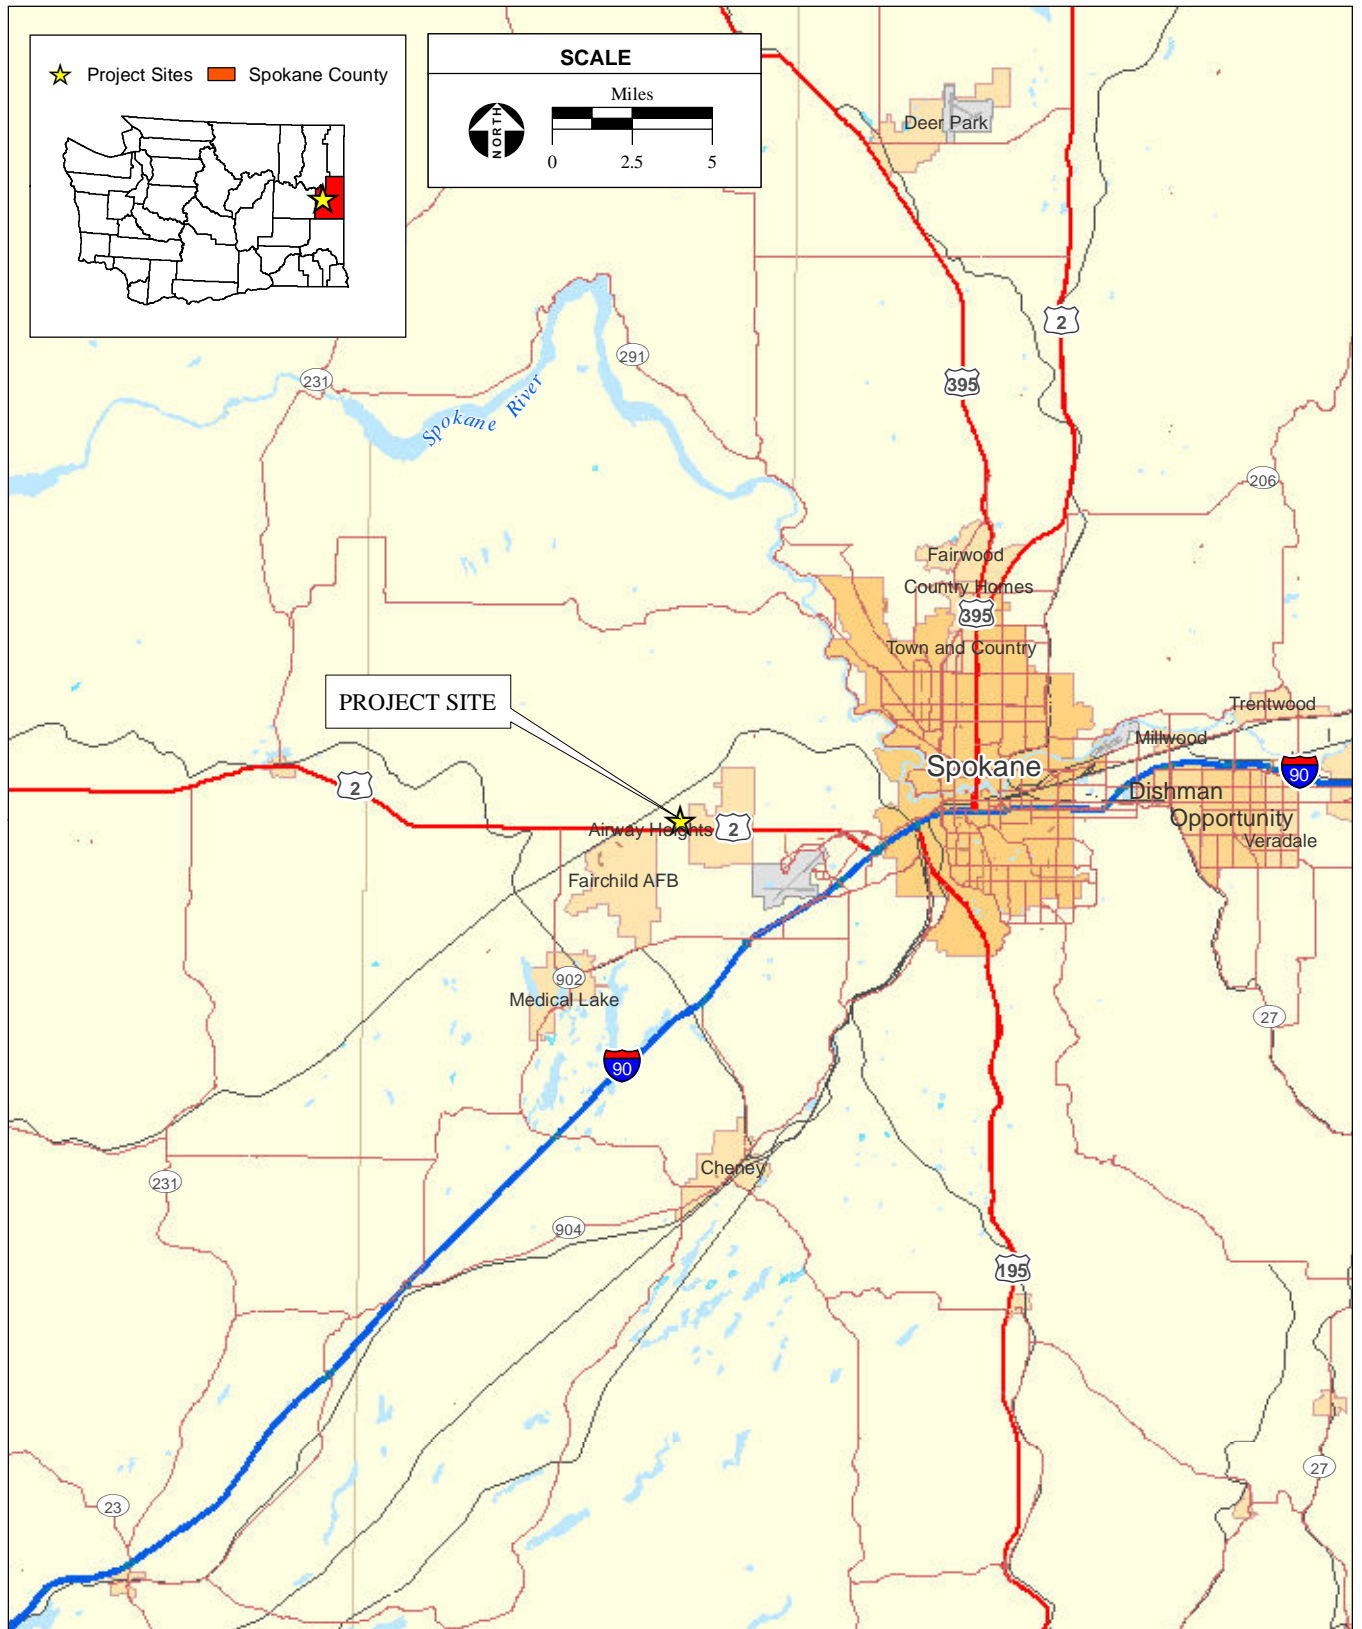 Project Sites
Spokane County
SCALE
Miles
NORTH
0 2.5 5
Deer Park
2
395
291
231
Spokane River
206
Fairwood
Country Homes
395
Town and Country
PROJECT SITE
Trentwood
Millwood
Spokane
90
2
Dishman
Opportunity
Airway Heights
2
Veradale
Fairchild AFB
902
Medical Lake
27
90
Cheney
231
904
195
27
23